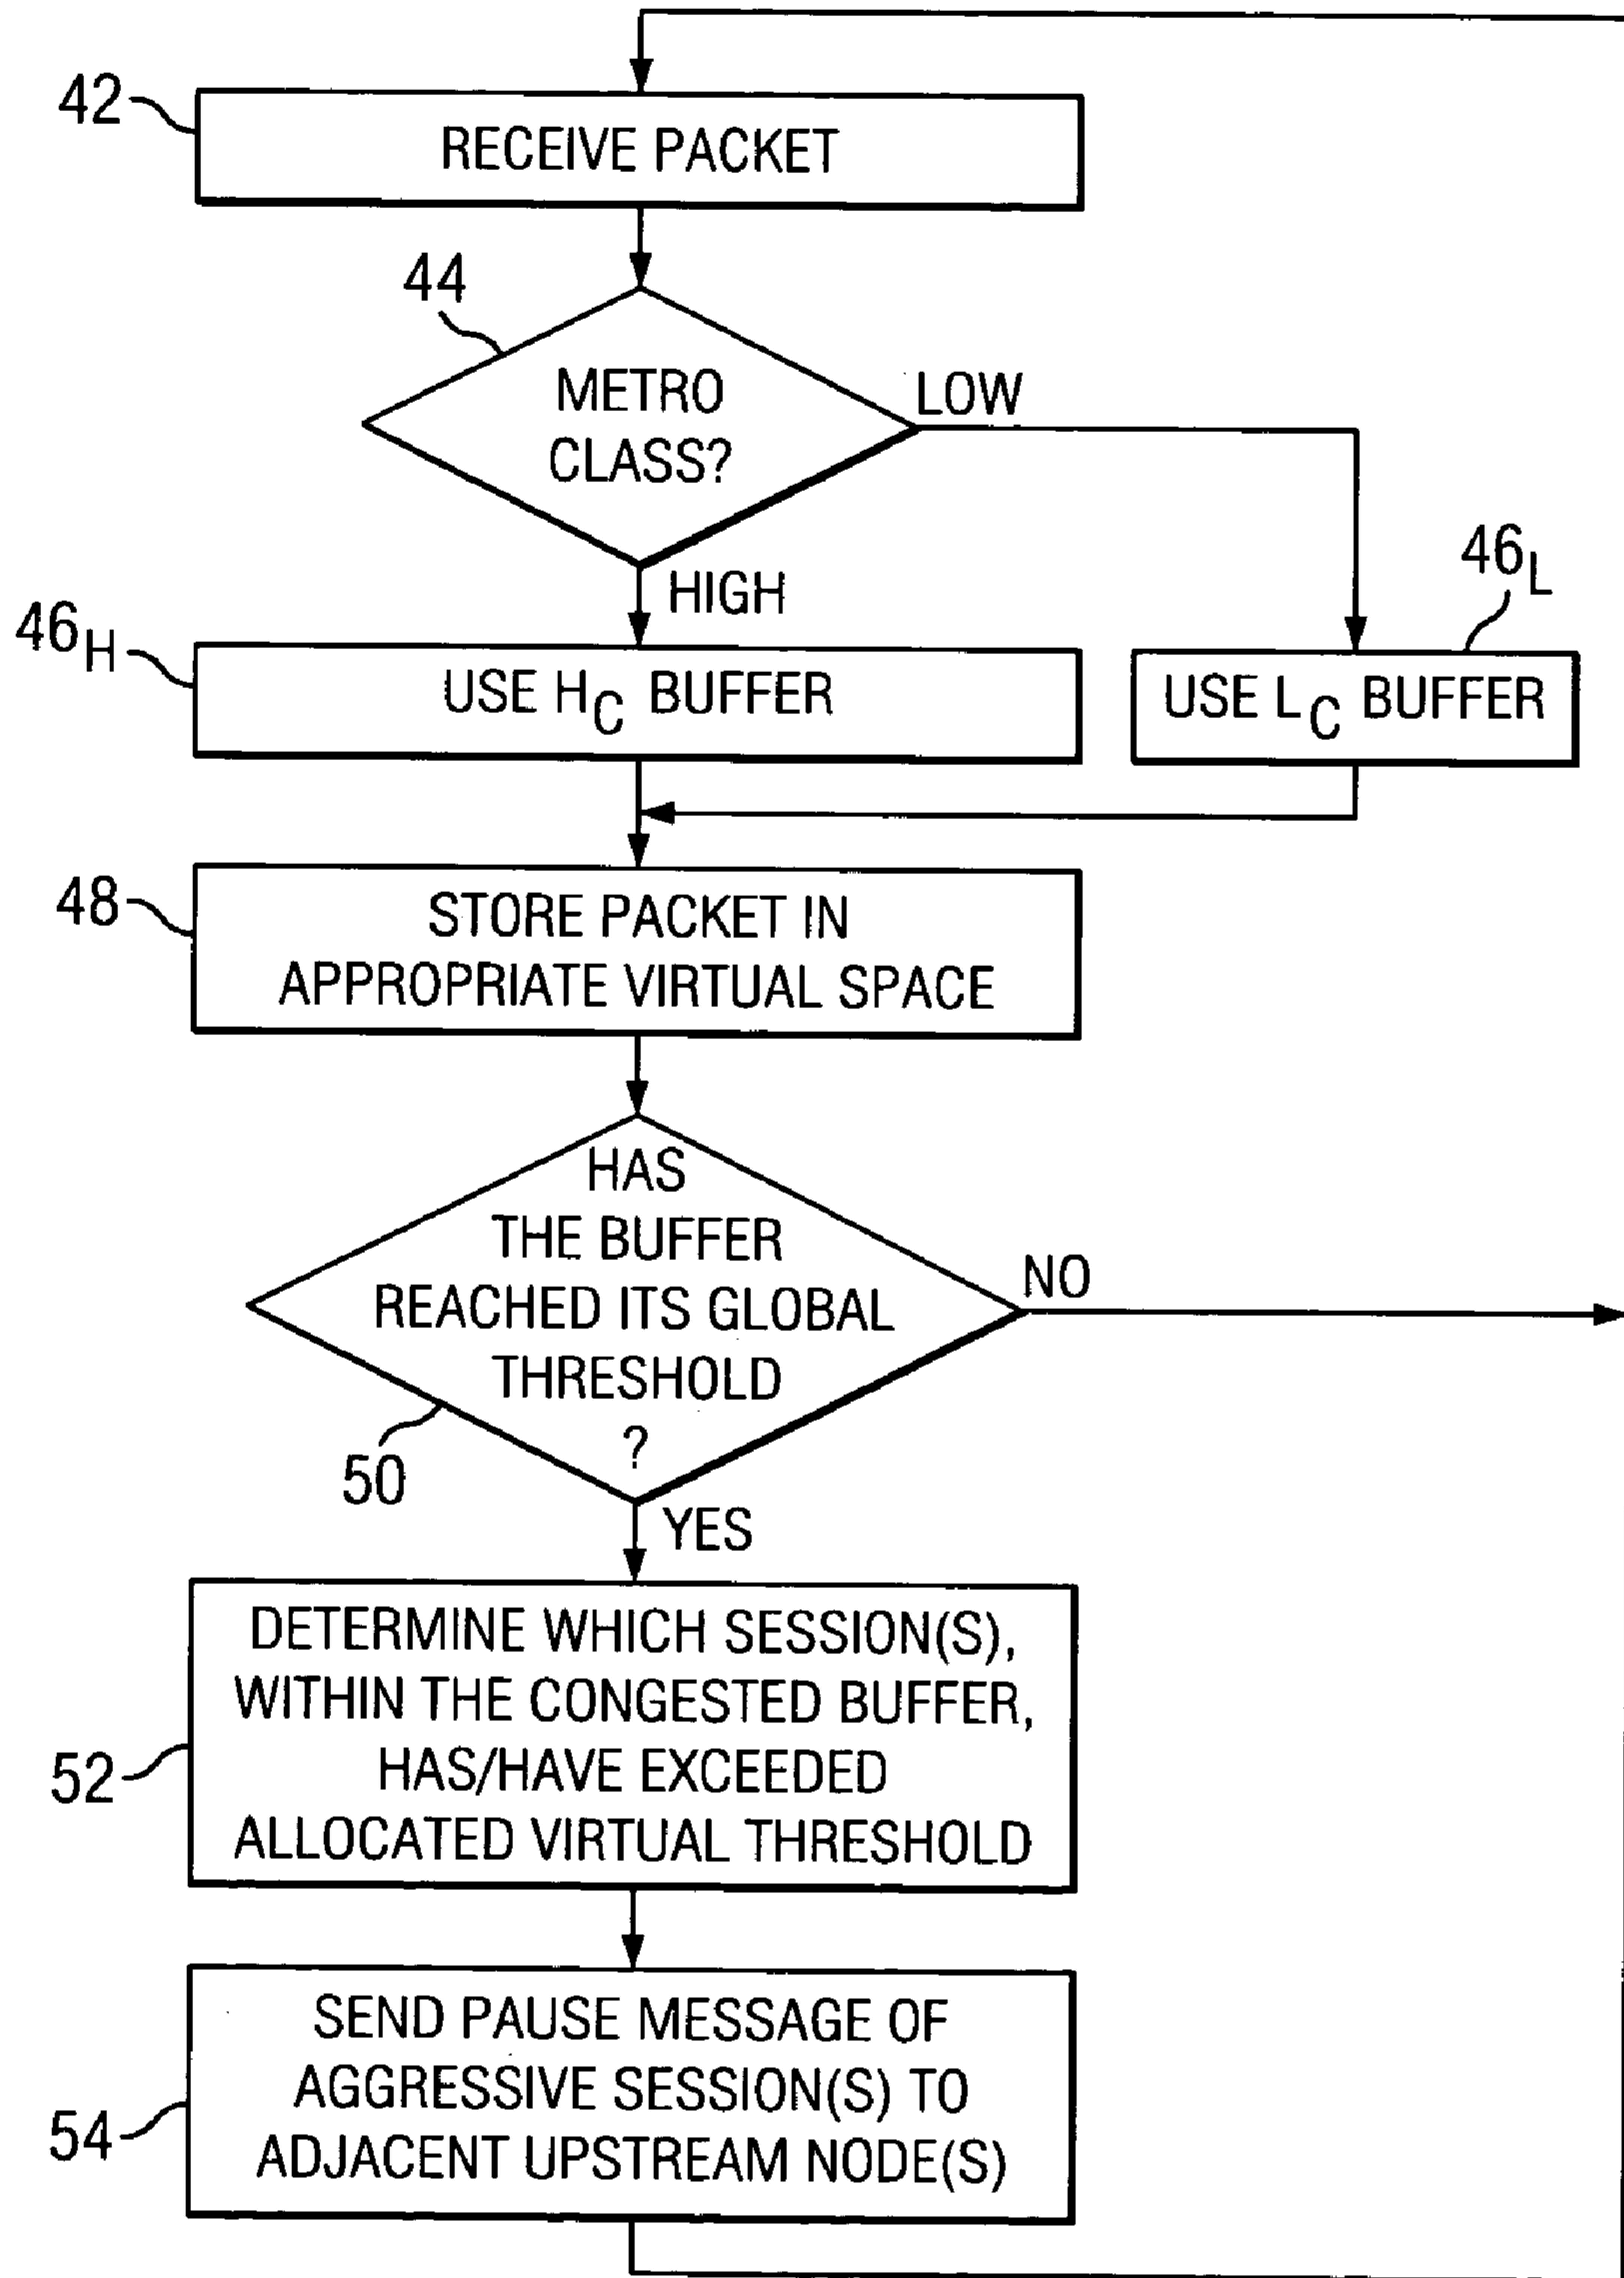 42
RECEIVE PACKET
44
METRO
CLASS?
LOW
HIGH
46H
USE HC BUFFER
46L
USE LC BUFFER
48
STORE PACKET IN
APPROPRIATE VIRTUAL SPACE
HAS
THE BUFFER
REACHED ITS GLOBAL
THRESHOLD
?
NO
50
YES
52
DETERMINE WHICH SESSION(S),
WITHIN THE CONGESTED BUFFER,
HAS/HAVE EXCEEDED
ALLOCATED VIRTUAL THRESHOLD
54
SEND PAUSE MESSAGE OF
AGGRESSIVE SESSION(S) TO
ADJACENT UPSTREAM NODE(S)